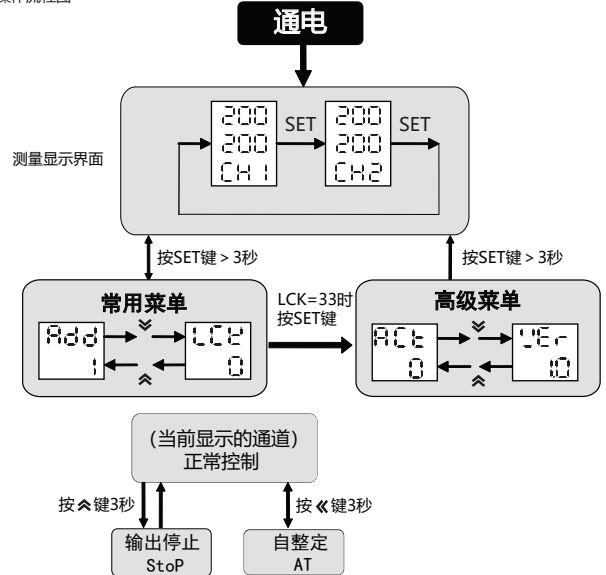 操作流程图
通电
200 200
200 SET 200 SET
CH1 CH2
测量显示界面
按SET键 > 3秒 按SET键 > 3秒
常用菜单 LCK=33时 高级菜单
按SET键
Add LCK ACt VEr
1 0 0 1.0
(当前显示的通道)
正常控制
按键3秒 按键3秒
输出停止 自整定
StoP AT